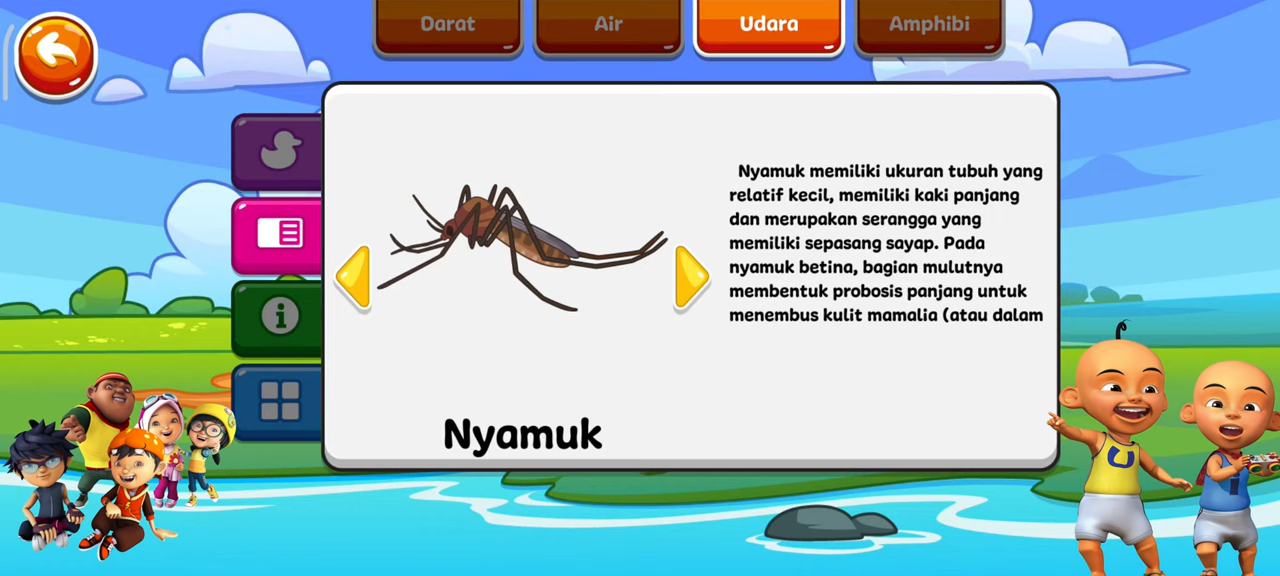 Darat
Air
Udara
Amphibi
Nyamuk memiliki ukuran tubuh yang
relatif kecil, memiliki kaki panjang
dan merupakan serangga yang
memiliki sepasang sayap. Pada
nyamuk betina, bagian mulutnya
membentuk probosis panjang untuk
menembus kulit mamalia (atau dalam
Nyamuk
U
i